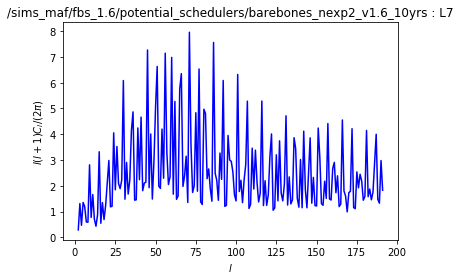 /sims_maf/fbs_1.6/potential_schedulers/barebones_nexp2_v1.6_10yrs : L7
l(l + 1)C_l/(2π)
8
7
6
5
4
3
2
1
0
0 25 50 75 100 125 150 175 200
l